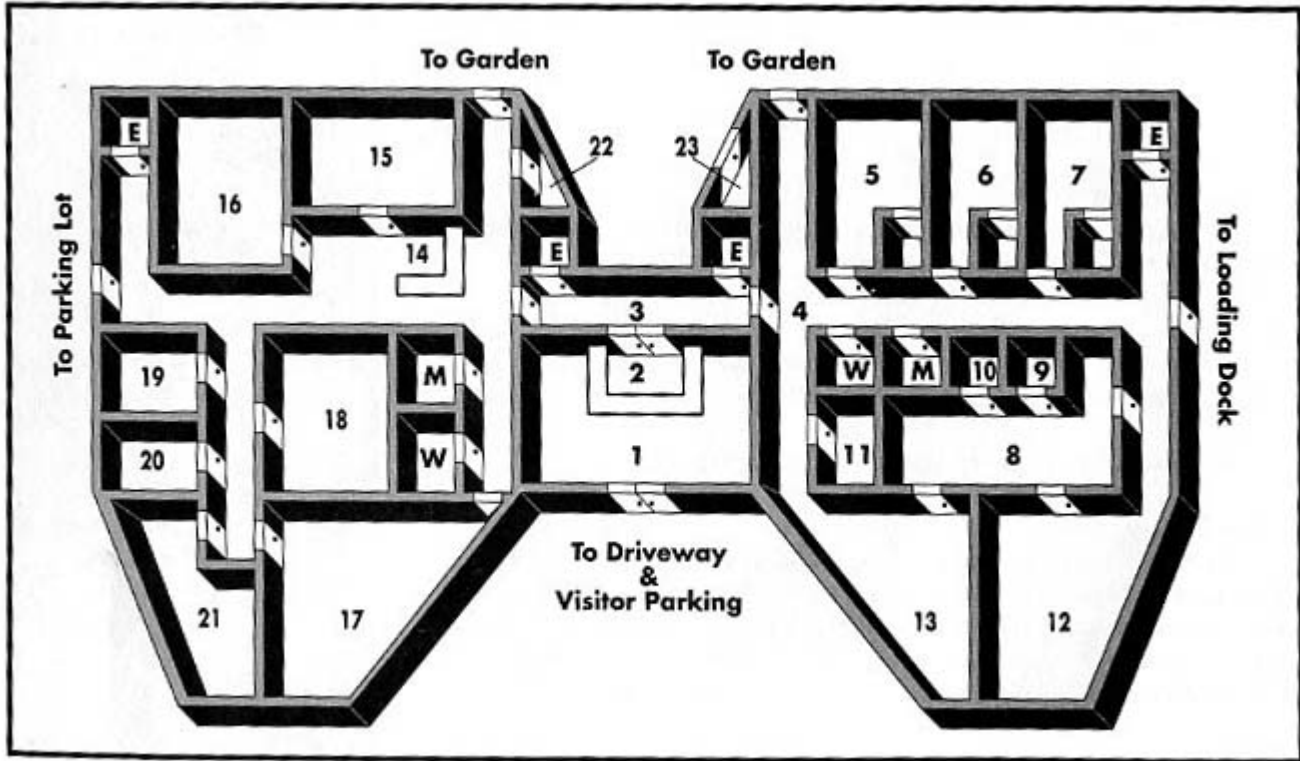 To Garden
To Garden
E
15
22
23
5
6
7
E
16
E
E
14
To Parking Lot
3
4
To Loading Dock
19
18
M
2
W
M
10
9
20
W
1
11
8
To Driveway
&
Visitor Parking
21
17
13
12